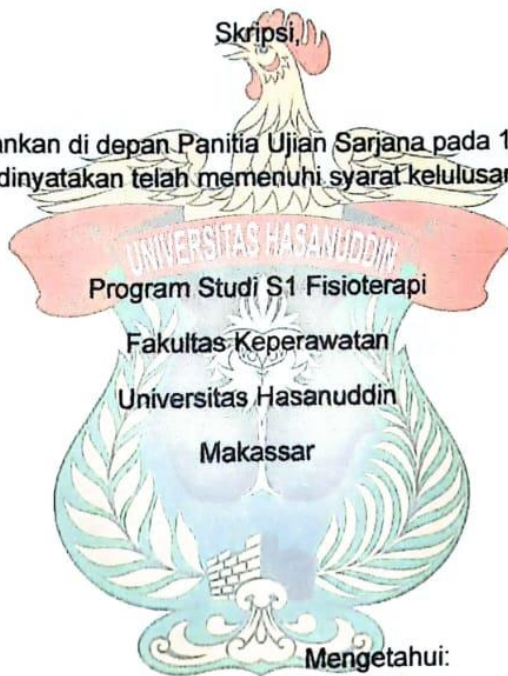 Skripsi,
ankan di depan Panitia Ujian Sarjana pada 1
dinyatakan telah memenuhi syarat kelulusan
UNIVERSITAS HASANUDDIN
Program Studi S1 Fisioterapi
Fakultas Keperawatan
Universitas Hasanuddin
Makassar
Mengetahui: